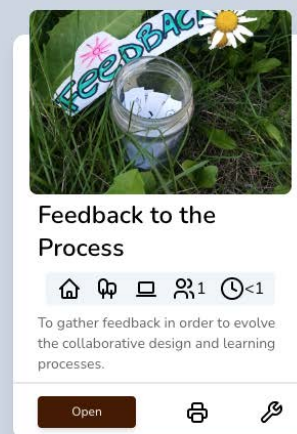 FEEDBACK
Feedback to the
Process
1
<1
To gather feedback in order to evolve
the collaborative design and learning
processes.
Open